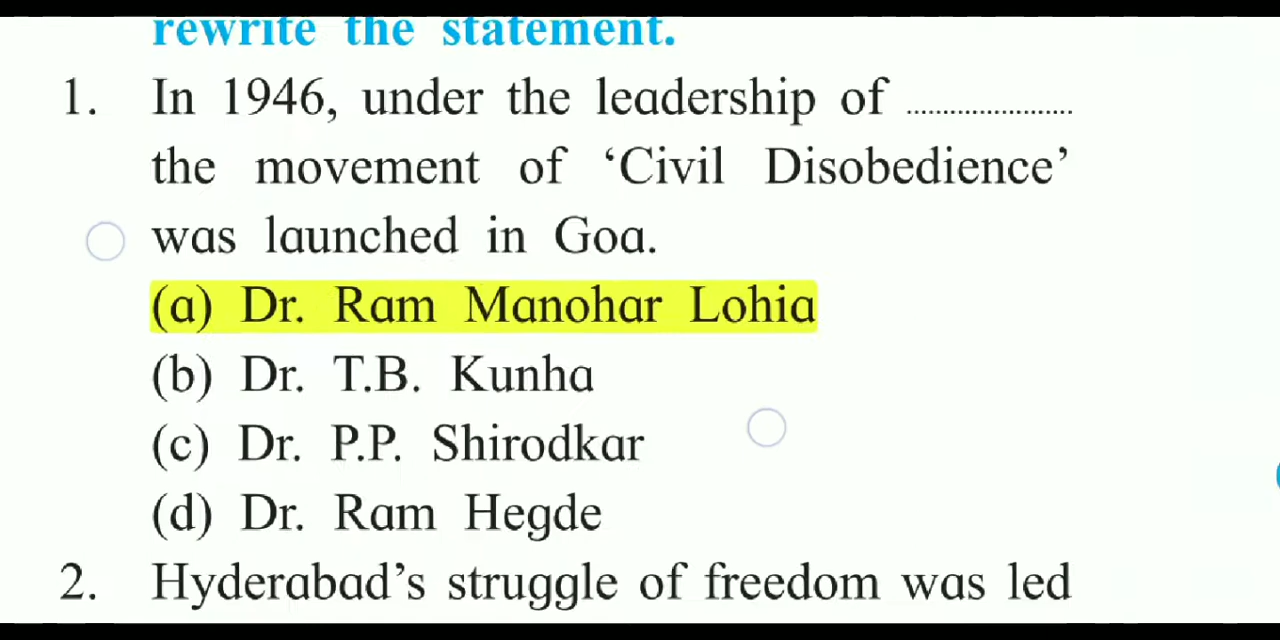 rewrite the statement.
1. In 1946, under the leadership of .....................
the movement of ‘Civil Disobedience’
was launched in Goa.
(a) Dr. Ram Manohar Lohia
(b) Dr. T.B. Kunha
(c) Dr. P.P. Shirodkar
(d) Dr. Ram Hegde
2. Hyderabad’s struggle of freedom was led